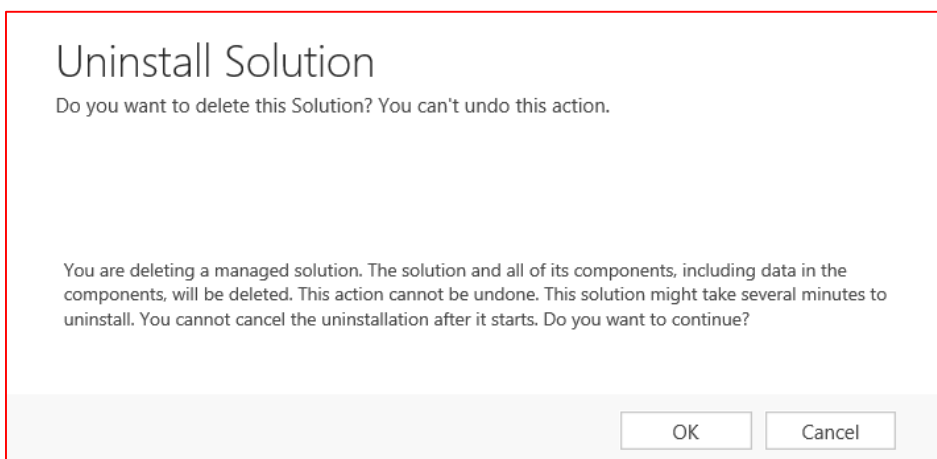 Uninstall Solution
Do you want to delete this Solution? You can't undo this action.
You are deleting a managed solution. The solution and all of its components, including data in the
components, will be deleted. This action cannot be undone. This solution might take several minutes to
uninstall. You cannot cancel the uninstallation after it starts. Do you want to continue?
OK Cancel